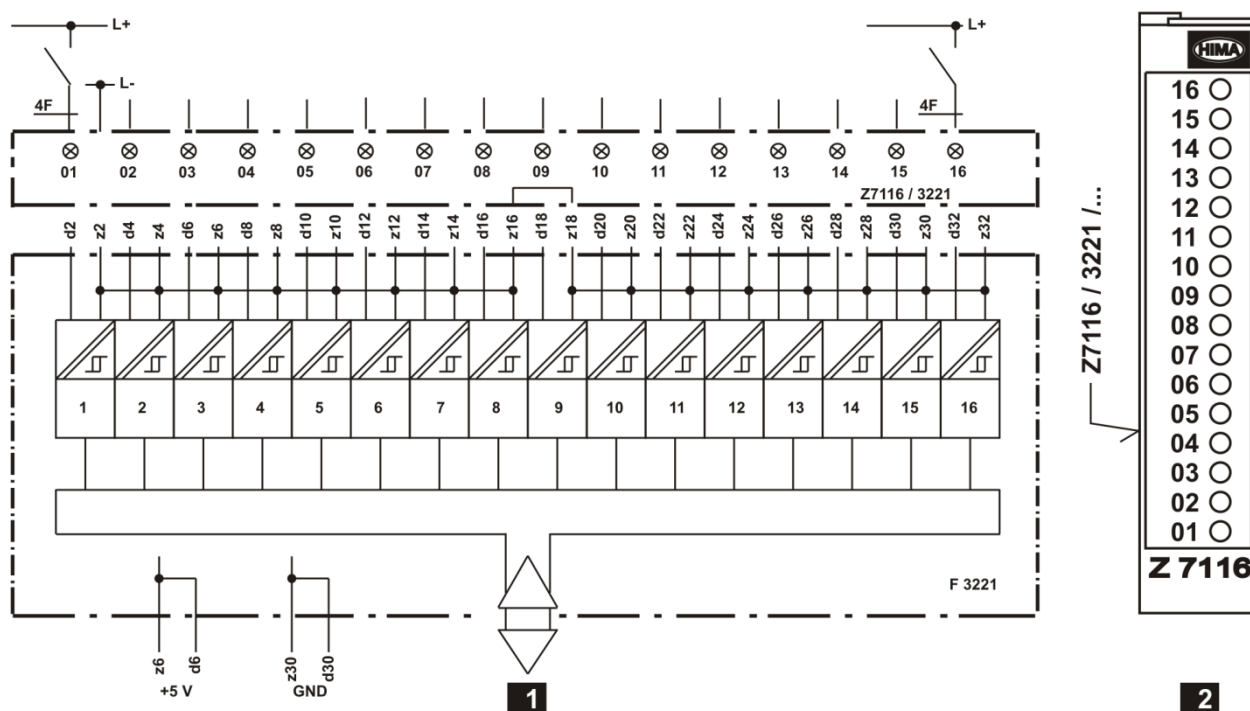 L+
L+
L-
4F
4F
01 02 03 04 05 06 07 08 09 10 11 12 13 14 15 16
Z7116 / 3221
d2 z2 d4 z4 d6 z6 d8 z8 d10 z10 d12 z12 d14 z14 d16 z16 d18 z18 d20 z20 d22 z22 d24 z24 d26 z26 d28 z28 d30 z30 d32 z32
1 2 3 4 5 6 7 8 9 10 11 12 13 14 15 16
F 3221
z6 d6
z30 d30
+5 V
GND
1
HIMA
16
15
14
13
12
11
10
09
08
07
06
05
04
03
02
01
Z7116 / 3221 /...
Z 7116
2